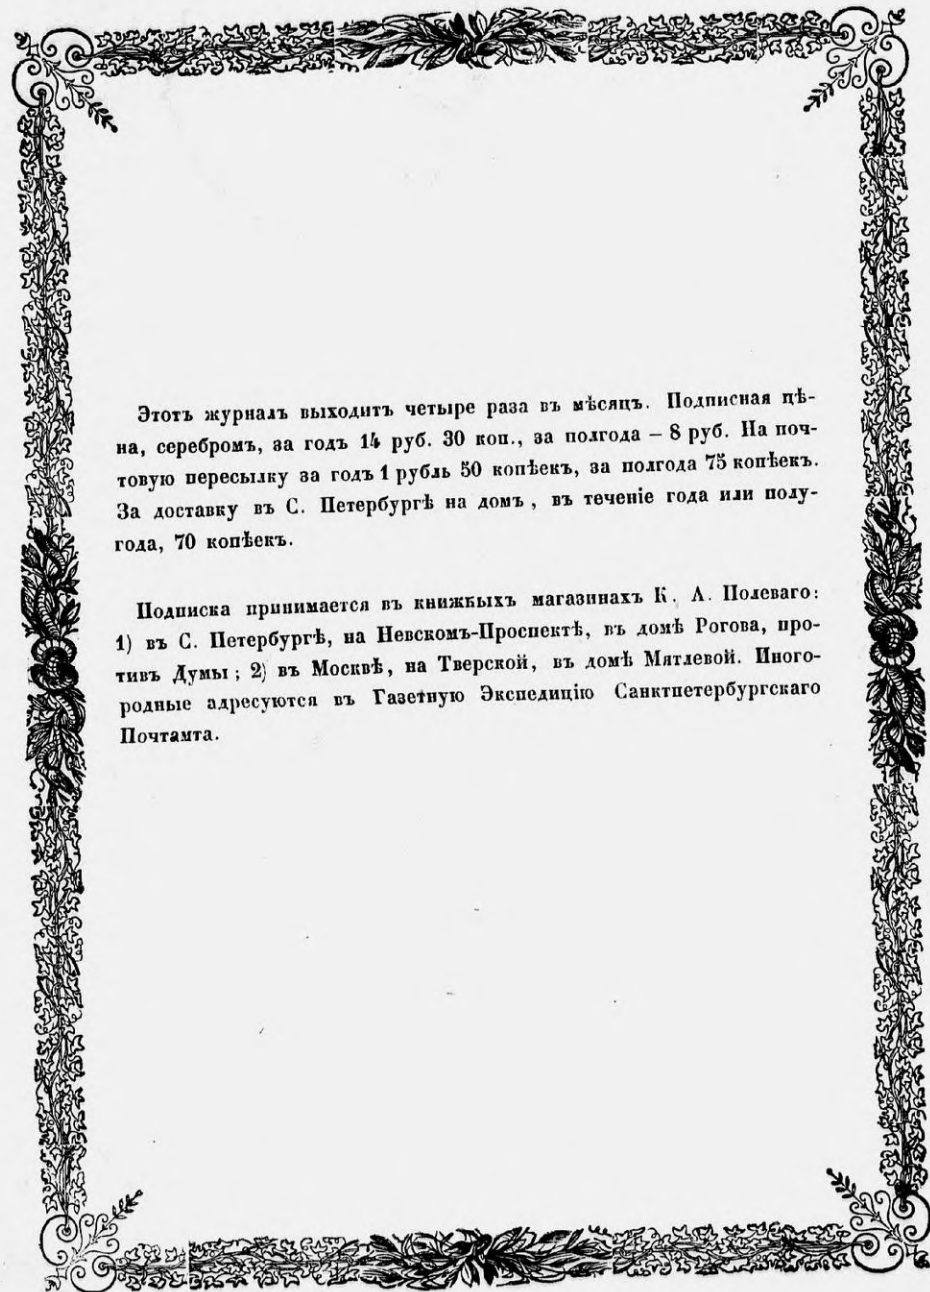 Этотъ журналъ выходитъ четыре раза въ мѣсяцъ. Подписная цѣ-
на, серебромъ, за годъ 14 руб. 30 коп., за полгода – 8 руб. На поч-
товую пересылку за годъ 1 рубль 50 копѣекъ, за полгода 75 копѣекъ.
За доставку въ С. Петербургѣ на домъ, въ теченіе года или полу-
года, 70 копѣекъ.
Подписка принимается въ книжныхъ магазинахъ К. А. Полеваго:
1) въ С. Петербургѣ, на Невскомъ-Проспектѣ, въ домѣ Рогова, про-
тивъ Думы; 2) въ Москвѣ, на Тверской, въ домѣ Мятлевой. Иного-
родные адресуются въ Газетную Экспедицію Санктпетербургскаго
Почтамта.